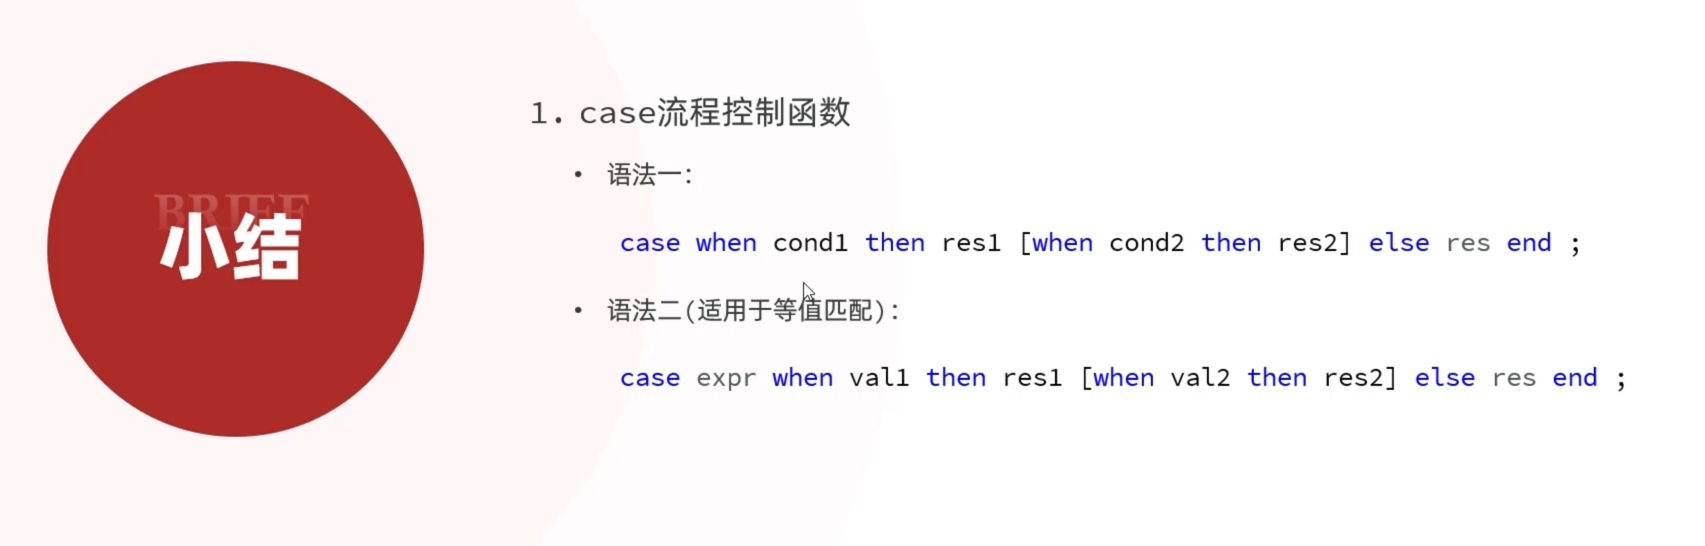 BRIEF
小结
1. case流程控制函数
• 语法一:
case when cond1 then res1 [when cond2 then res2] else res end ;
• 语法二(适用于等值匹配):
case expr when val1 then res1 [when val2 then res2] else res end ;